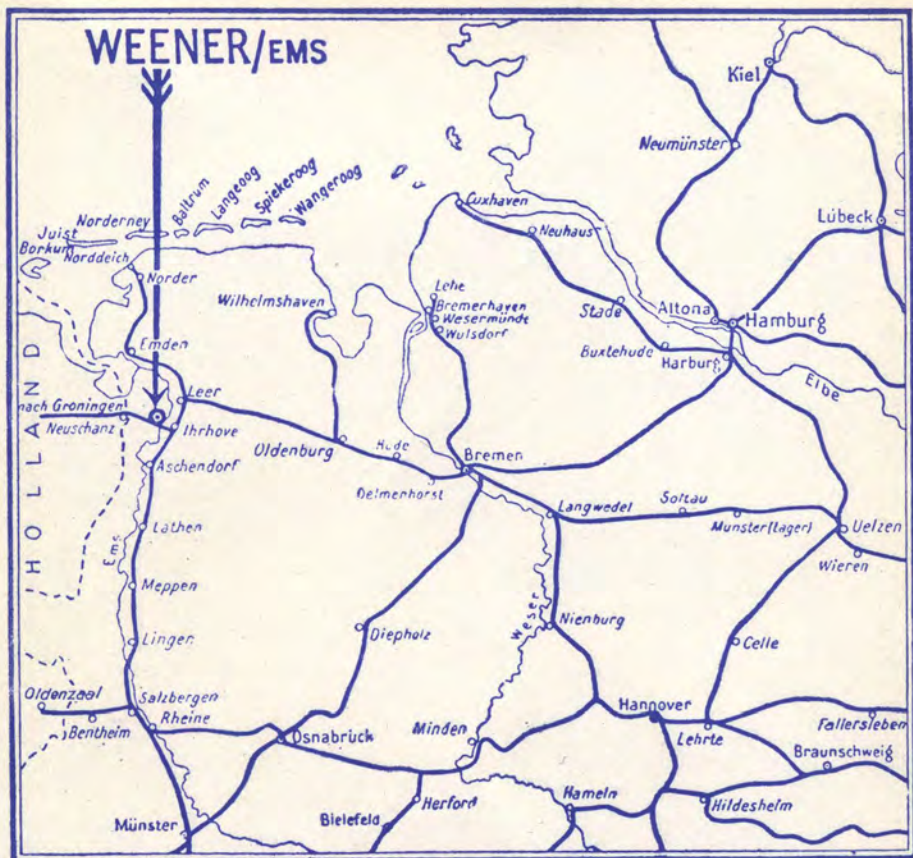 WEENER/EMS
Kiel
Neumünster
Lübeck
Juist
Norderney
Baltrum
Langeoog
Spiekeroog
Wangeroog
Borkum
Norddeich
Norder
Cuxhaven
Neuhaus
Wilhelmshaven
Lehe
Bremerhaven
Wesermünde
Wulsdorf
Stade
Altona
Hamburg
Buxtehude
Harburg
Elbe
Emden
Leer
HOLLAND
nach Groningen
Neuschanz
Ihrhove
Oldenburg
Hude
Bremen
Aschendorf
Delmenhorst
Langwedel
Soltau
Munster(Lager)
Uelzen
Wieren
Lathen
Ems
Meppen
Weser
Diepholz
Nienburg
Celle
Lingen
Oldenzaal
Salzbergen
Rheine
Bentheim
Osnabrück
Minden
Hannover
Lehrte
Fallersleben
Braunschweig
Herford
Hameln
Hildesheim
Bielefeld
Münster